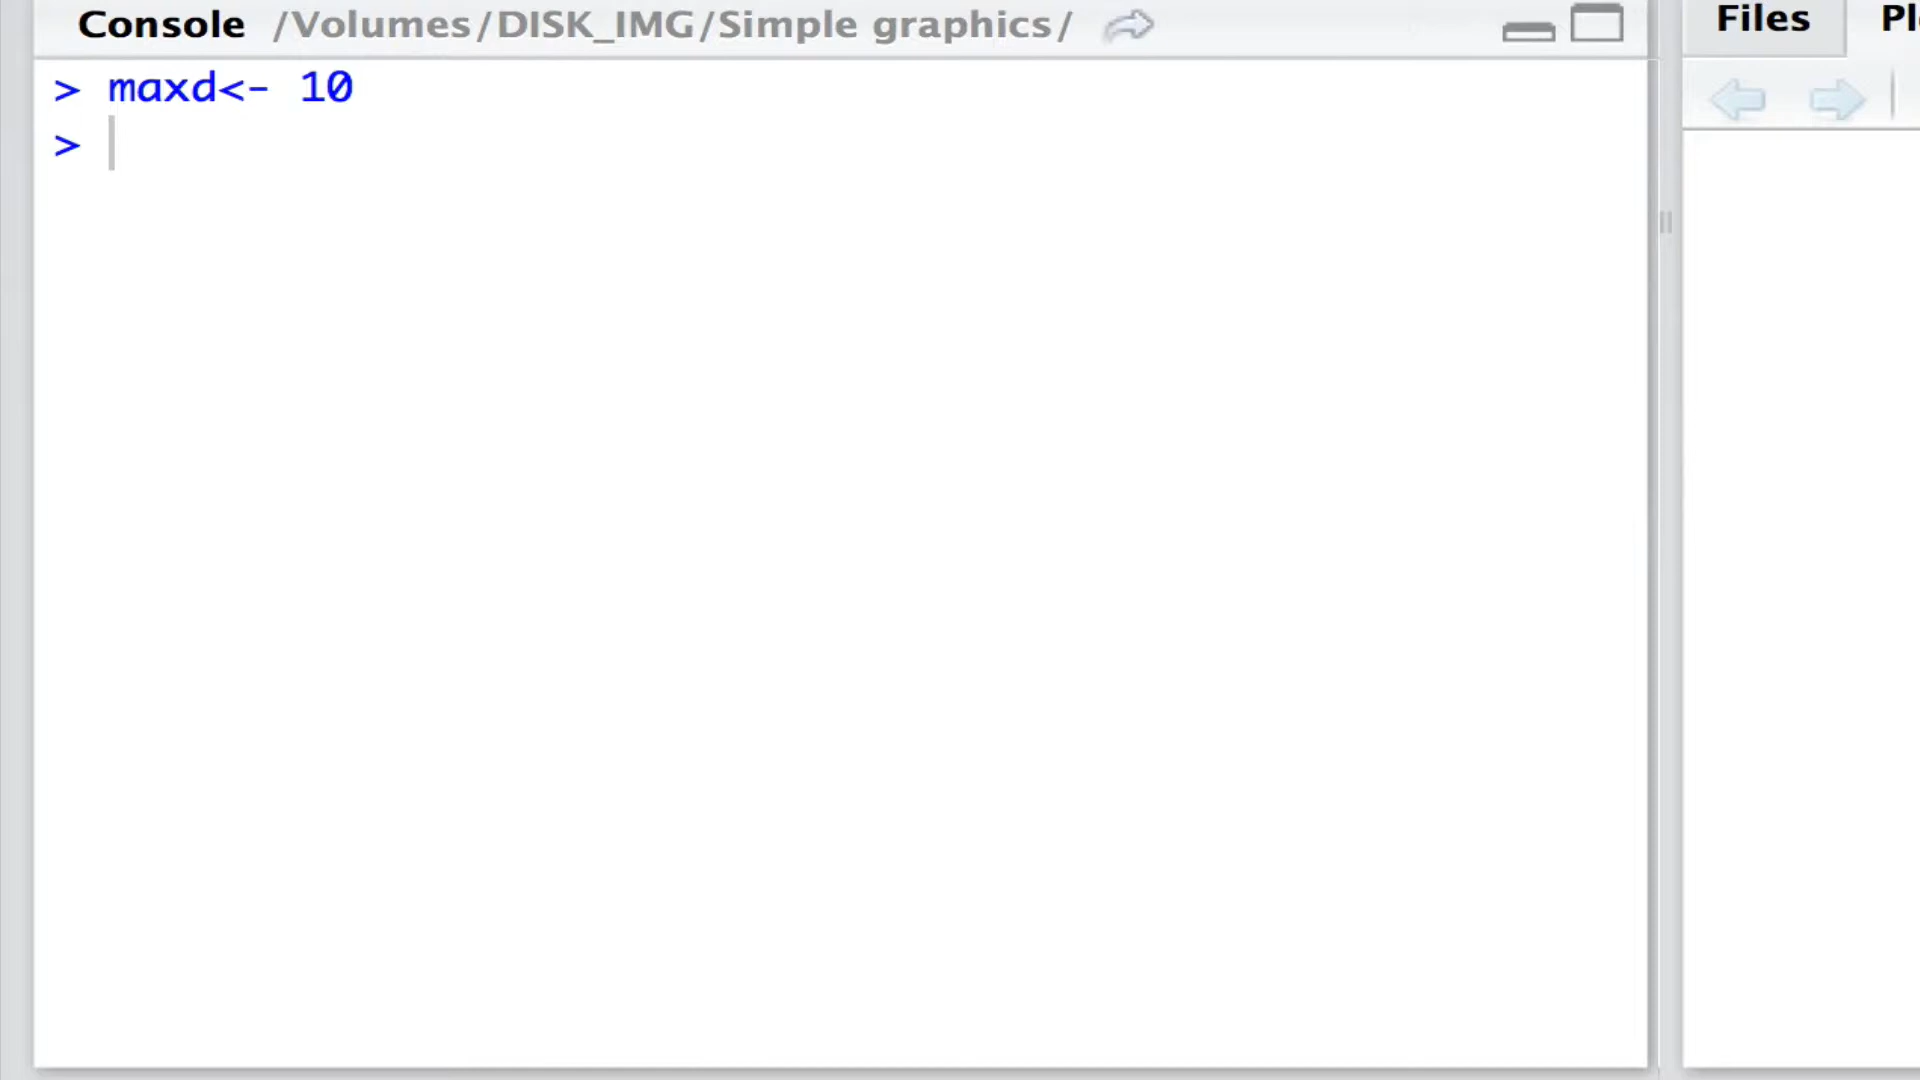 Console /Volumes/DISK_IMG/Simple graphics/
Files
> maxd<- 10
>